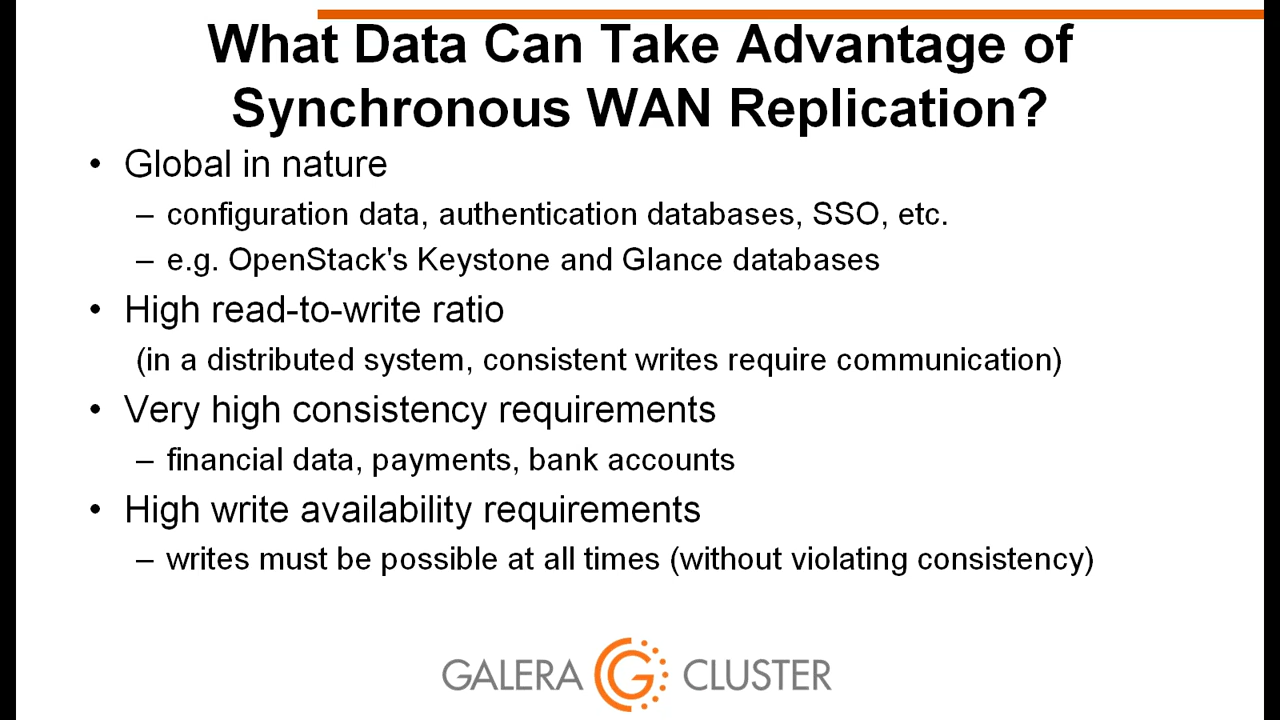 What Data Can Take Advantage of
Synchronous WAN Replication?
• Global in nature
– configuration data, authentication databases, SSO, etc.
– e.g. OpenStack's Keystone and Glance databases
• High read-to-write ratio
(in a distributed system, consistent writes require communication)
• Very high consistency requirements
– financial data, payments, bank accounts
• High write availability requirements
– writes must be possible at all times (without violating consistency)
GALERA CLUSTER